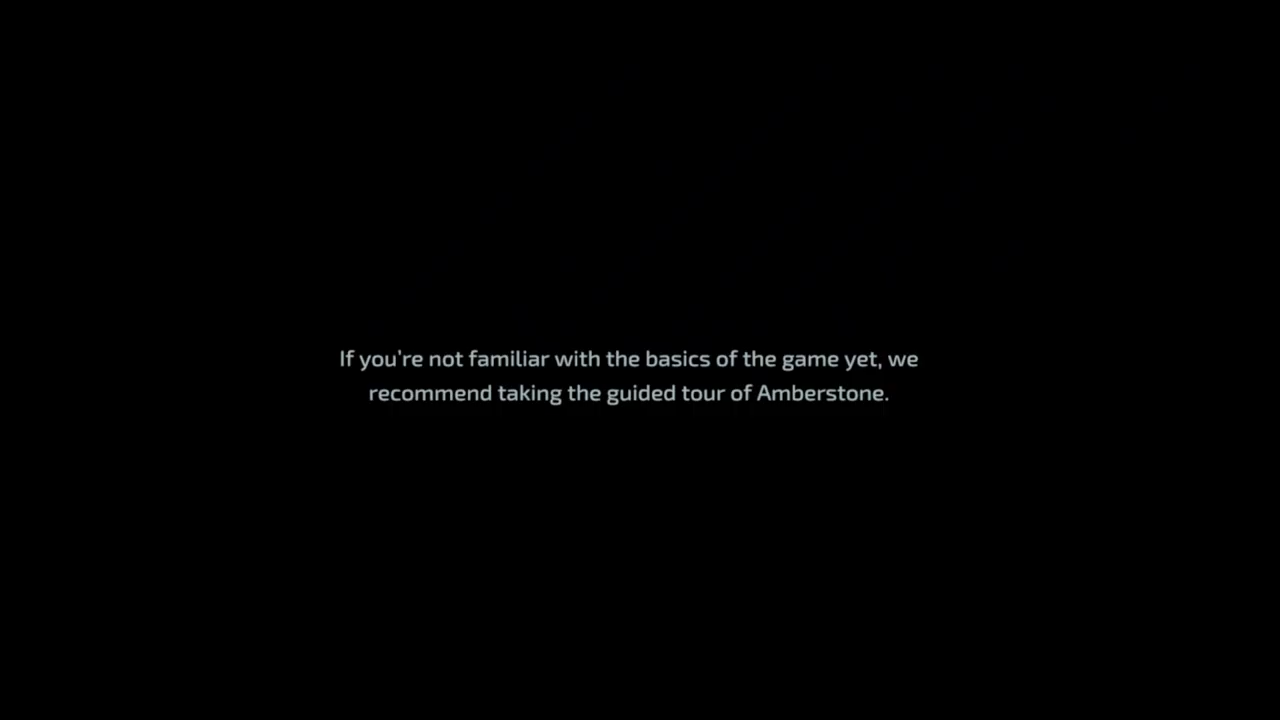 If you're not familiar with the basics of the game yet, we
recommend taking the guided tour of Amberstone.